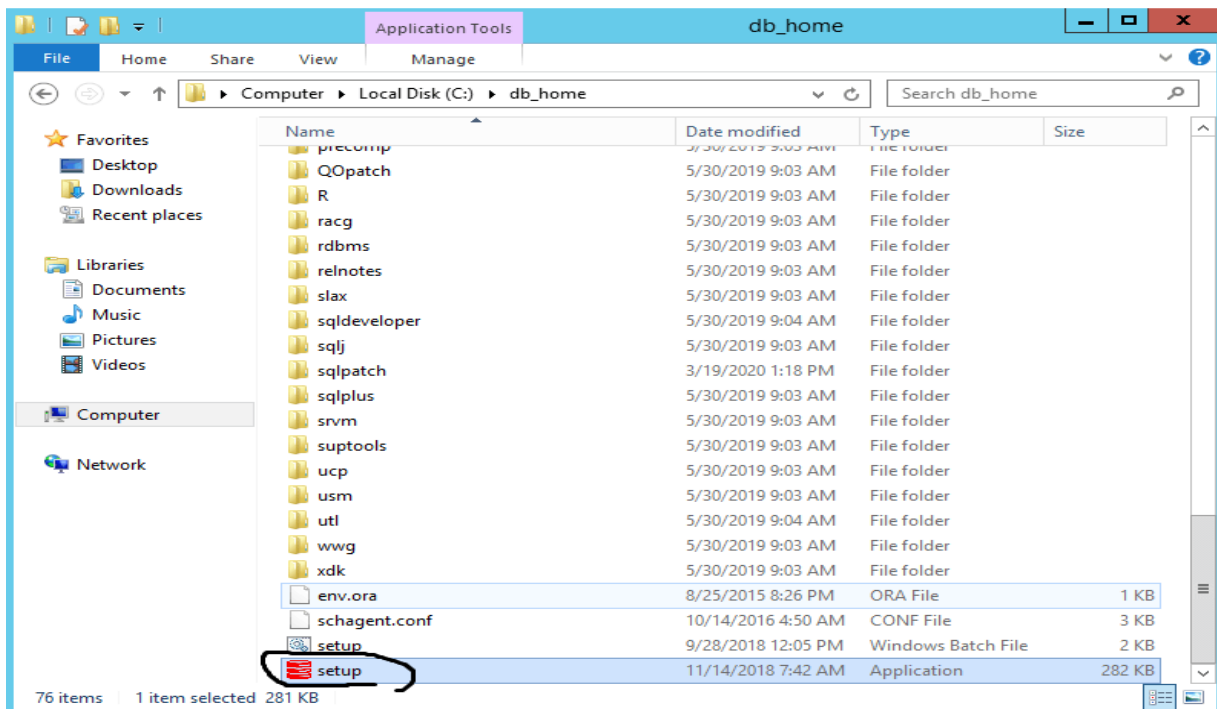 Application Tools db_home
File Home Share View Manage
Computer Local Disk (C:) db_home Search db_home
Name Date modified Type Size
Favorites
Desktop
Downloads
Recent places
Libraries
Documents
Music
Pictures
Videos
Computer
Network
precomp 5/30/2019 9:03 AM File folder
QOpatch 5/30/2019 9:03 AM File folder
R 5/30/2019 9:03 AM File folder
racg 5/30/2019 9:03 AM File folder
rdbms 5/30/2019 9:03 AM File folder
relnotes 5/30/2019 9:03 AM File folder
slax 5/30/2019 9:03 AM File folder
sqldeveloper 5/30/2019 9:04 AM File folder
sqlj 5/30/2019 9:03 AM File folder
sqlpatch 3/19/2020 1:18 PM File folder
sqlplus 5/30/2019 9:03 AM File folder
srvm 5/30/2019 9:03 AM File folder
suptools 5/30/2019 9:03 AM File folder
ucp 5/30/2019 9:03 AM File folder
usm 5/30/2019 9:03 AM File folder
utl 5/30/2019 9:04 AM File folder
wwg 5/30/2019 9:03 AM File folder
xdk 5/30/2019 9:03 AM File folder
env.ora 8/25/2015 8:26 PM ORA File 1 KB
schagent.conf 10/14/2016 4:50 AM CONF File 3 KB
setup 9/28/2018 12:05 PM Windows Batch File 2 KB
setup 11/14/2018 7:42 AM Application 282 KB
76 items 1 item selected 281 KB